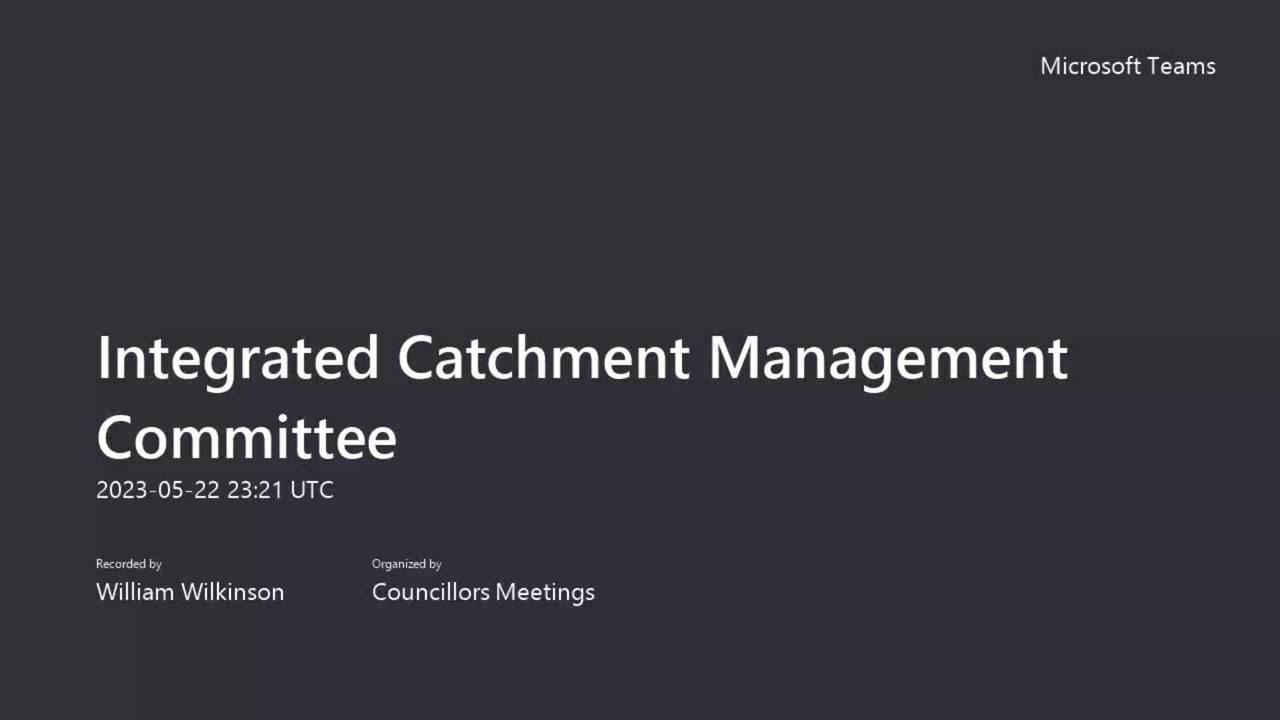 Microsoft Teams
Integrated Catchment Management
Committee
2023-05-22 23:21 UTC
Recorded by
William Wilkinson
Organized by
Councillors Meetings